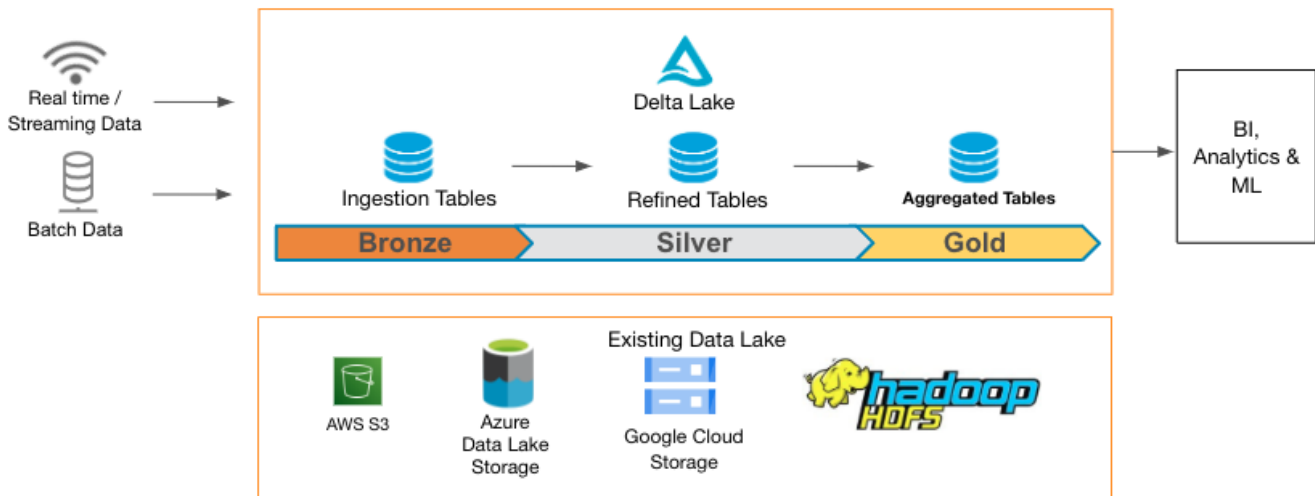 Real time /
Streaming Data
Batch Data
Delta Lake
Ingestion Tables
Refined Tables
Aggregated Tables
Bronze
Silver
Gold
BI,
Analytics &
ML
Existing Data Lake
AWS S3
Azure
Data Lake
Storage
Google Cloud
Storage
hadoop
HDFS